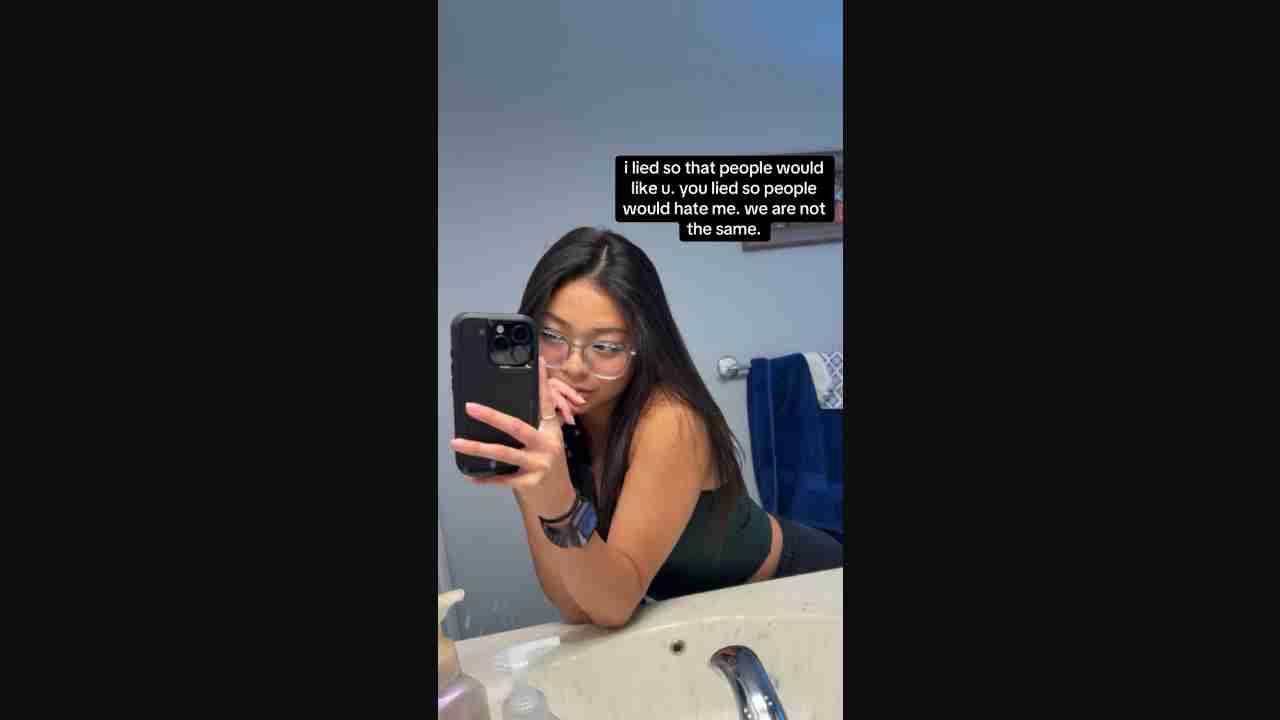 i lied so that people would
like u. you lied so people
would hate me. we are not
the same.